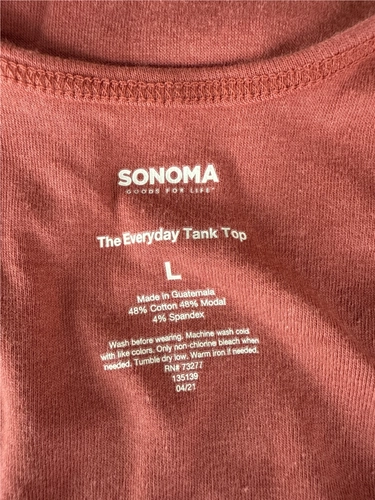 SONOMA
GOODS FOR LIFE™
The Everyday Tank Top
L
Made in Guatemala
48% Cotton 48% Modal
4% Spandex
Wash before wearing. Machine wash cold
with like colors. Only non-chlorine bleach when
needed. Tumble dry low. Warm iron if needed.
RN# 73277
135139
04/21